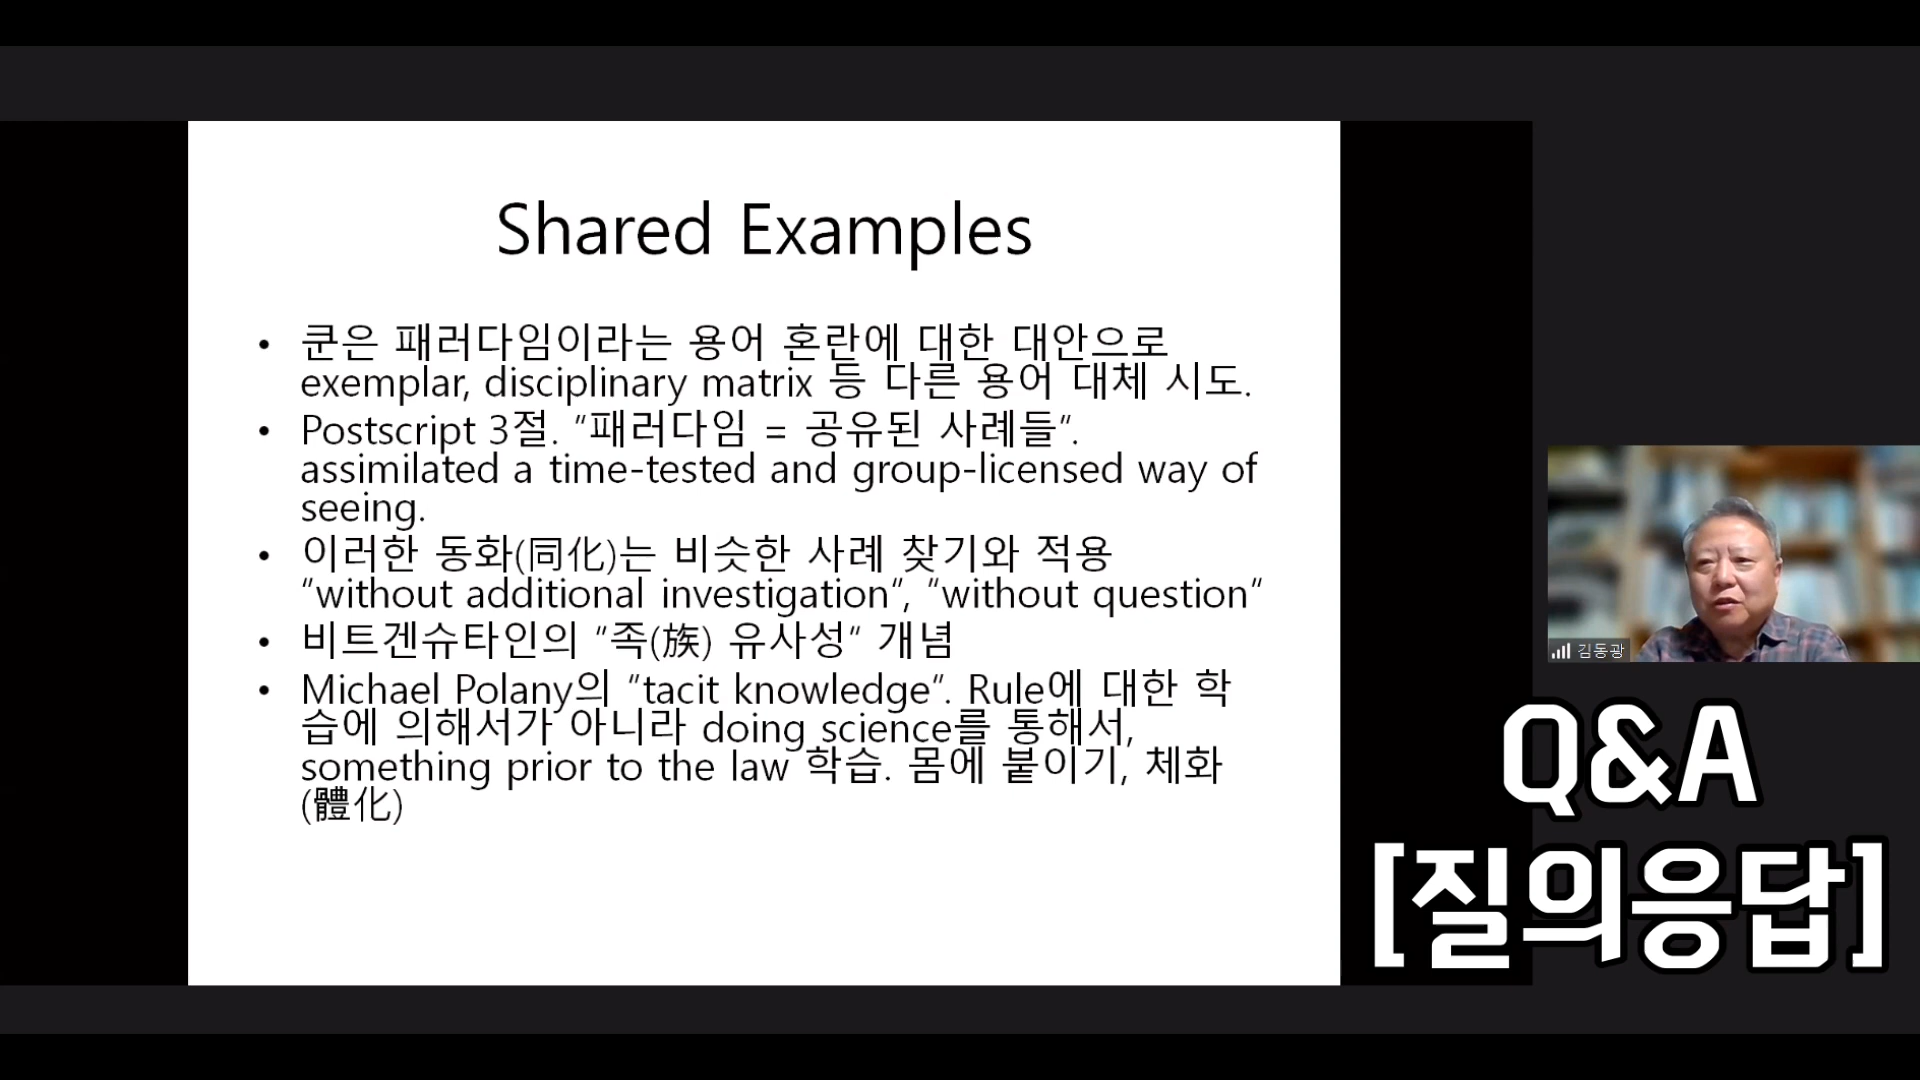 Shared Examples
• 쿤은 패러다임이라는 용어 혼란에 대한 대안으로
exemplar, disciplinary matrix 등 다른 용어 대체 시도.
• Postscript 3절. "패러다임 = 공유된 사례들".
assimilated a time-tested and group-licensed way of
seeing.
• 이러한 동화(同化)는 비슷한 사례 찾기와 적용
"without additional investigation", "without question"
• 비트겐슈타인의 "족(族) 유사성" 개념
• Michael Polany의 "tacit knowledge". Rule에 대한 학
습에 의해서가 아니라 doing science를 통해서,
something prior to the law 학습. 몸에 붙이기, 체화
(體化)
김동광
Q&A
[질의응답]